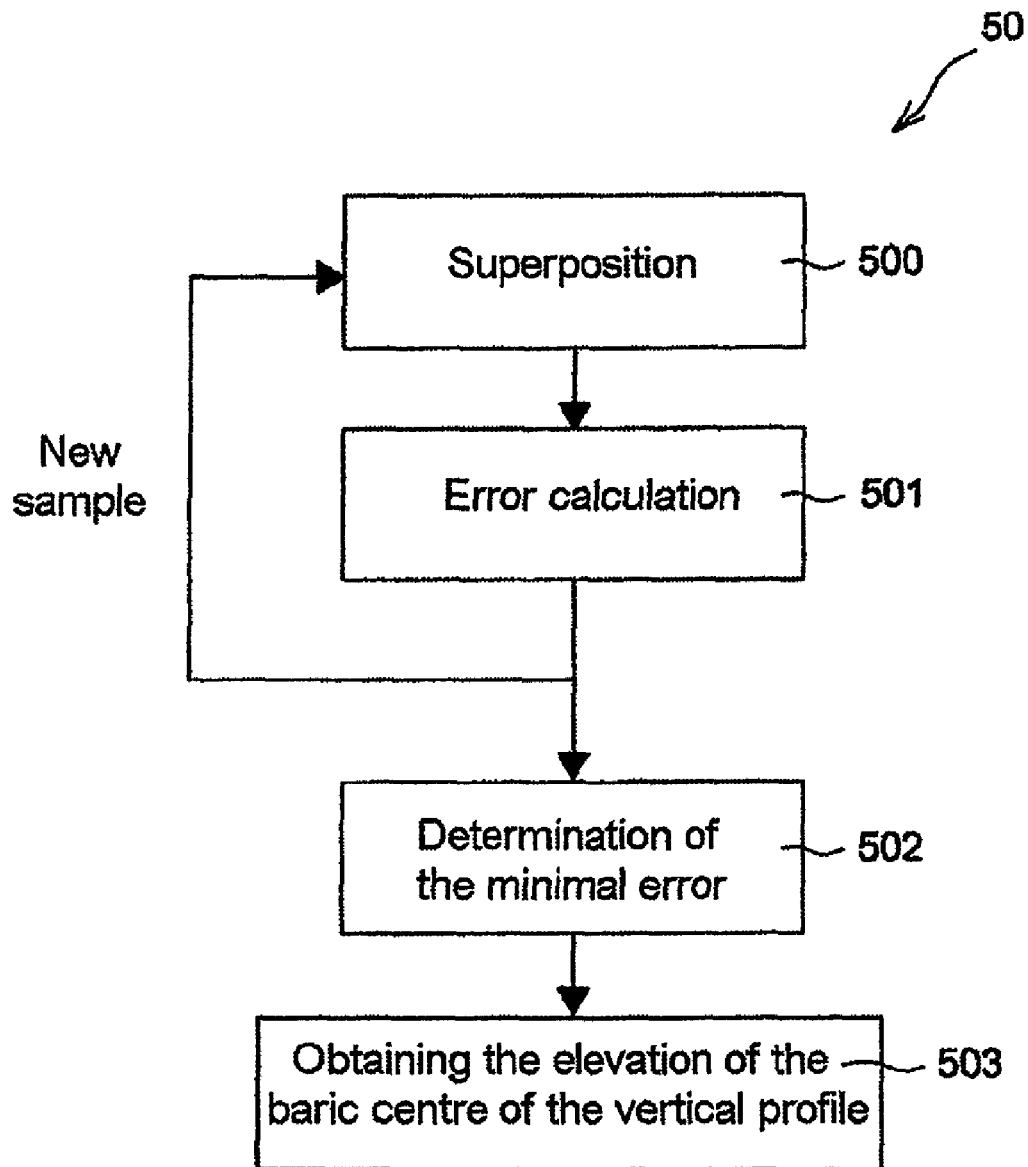 50
Superposition
500
New
sample
Error calculation
501
Determination of
the minimal error
502
Obtaining the elevation of the
baric centre of the vertical profile
503